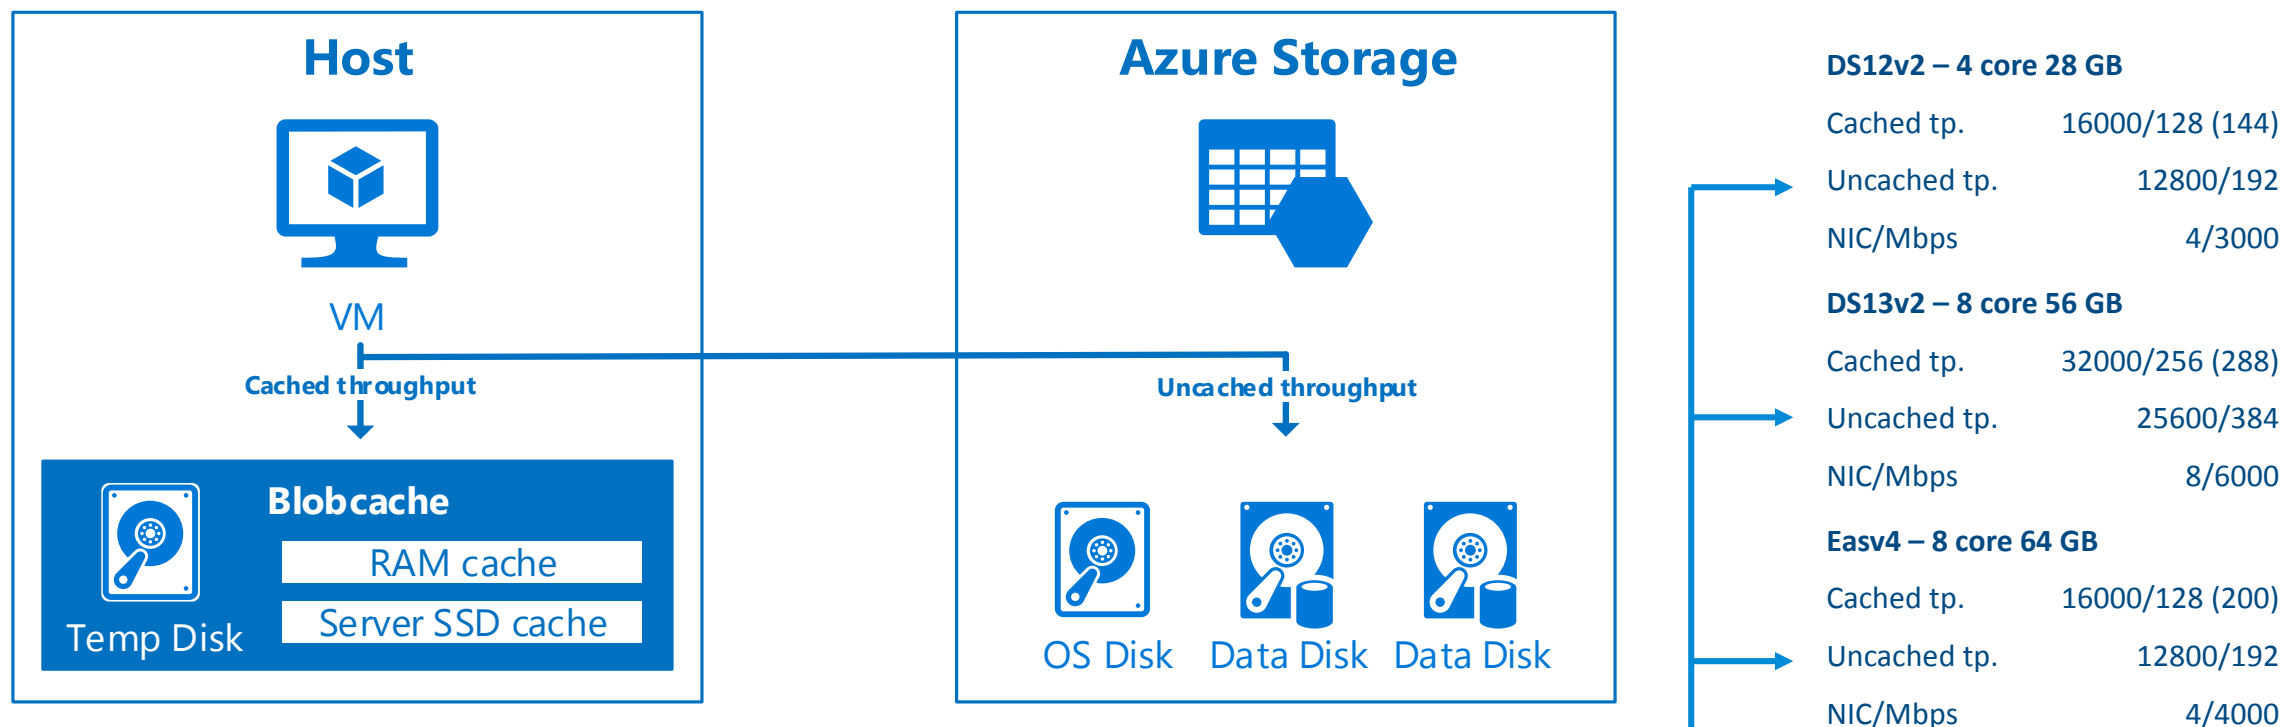 Host
VM
Cached throughput
Blobcache
RAM cache
Server SSD cache
Temp Disk
Azure Storage
Uncached throughput
OS Disk Data Disk Data Disk
DS12v2 – 4 core 28 GB
Cached tp. 16000/128 (144)
Uncached tp. 12800/192
NIC/Mbps 4/3000
DS13v2 – 8 core 56 GB
Cached tp. 32000/256 (288)
Uncached tp. 25600/384
NIC/Mbps 8/6000
Easv4 – 8 core 64 GB
Cached tp. 16000/128 (200)
Uncached tp. 12800/192
NIC/Mbps 4/4000